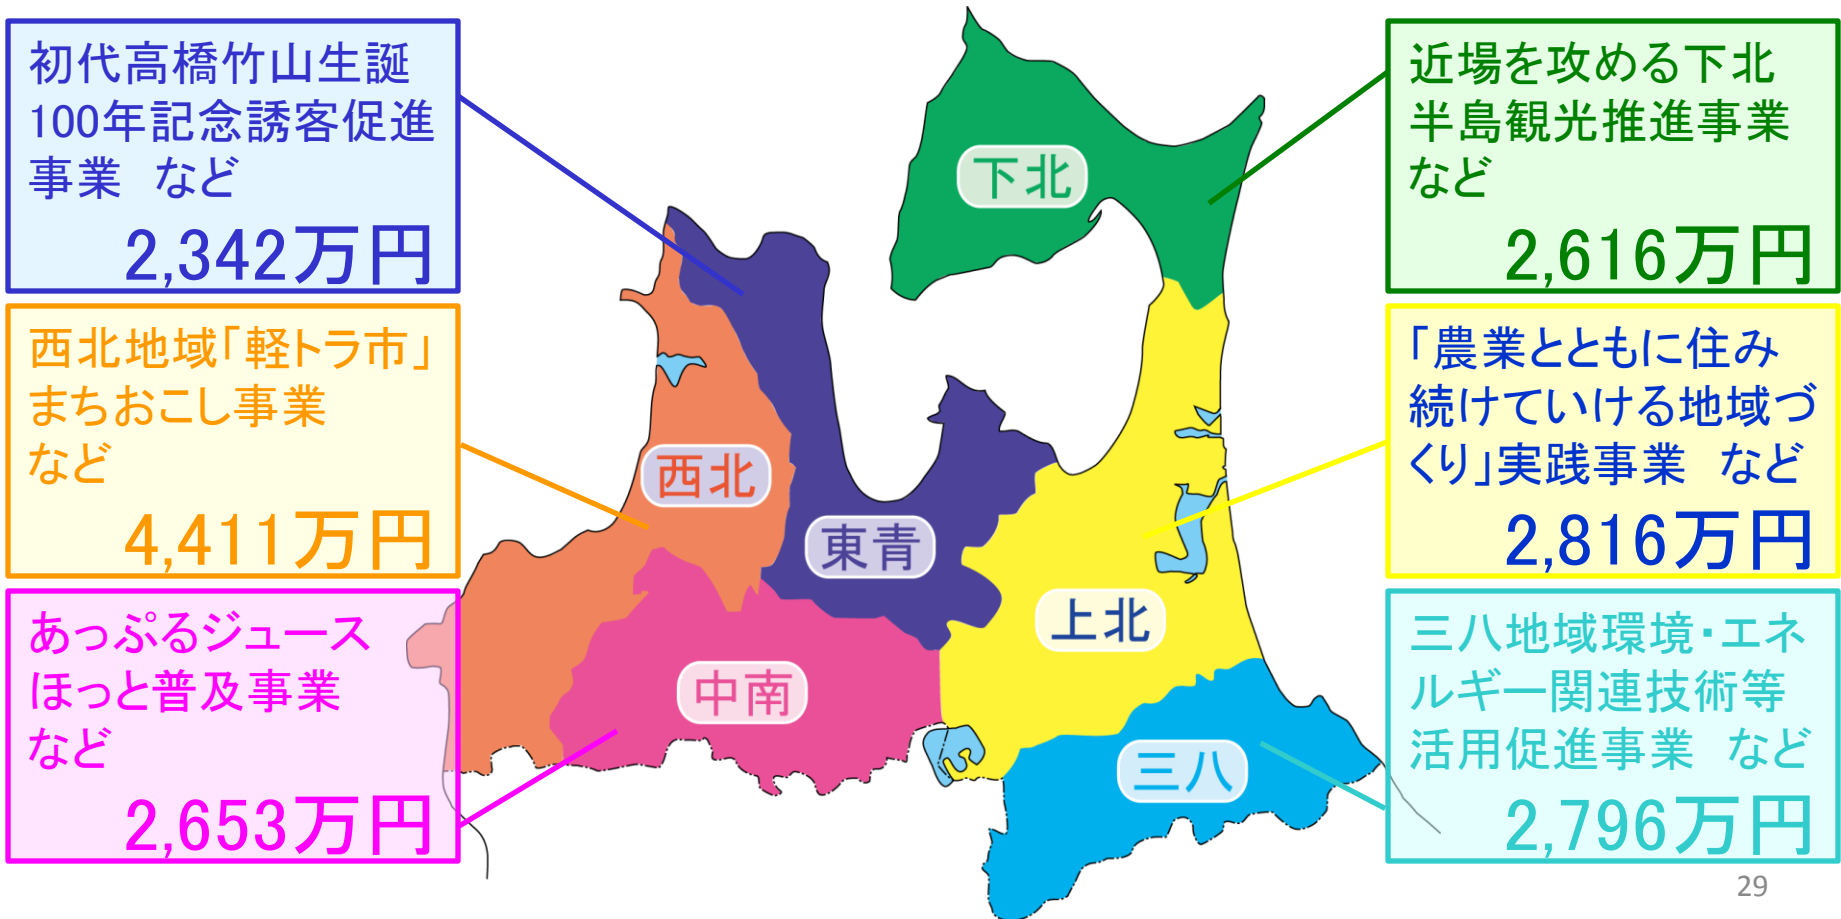 初代高橋竹山生誕
100年記念誘客促進
事業　など
2,342万円
西北地域「軽トラ市」
まちおこし事業
など
4,411万円
あっぷるジュース
ほっと普及事業
など
2,653万円
下北
西北
東青
上北
中南
三八
近場を攻める下北
半島観光推進事業
など
2,616万円
「農業とともに住み
続けていける地域づ
くり」実践事業　など
2,816万円
三八地域環境・エネ
ルギー関連技術等
活用促進事業　など
2,796万円
29